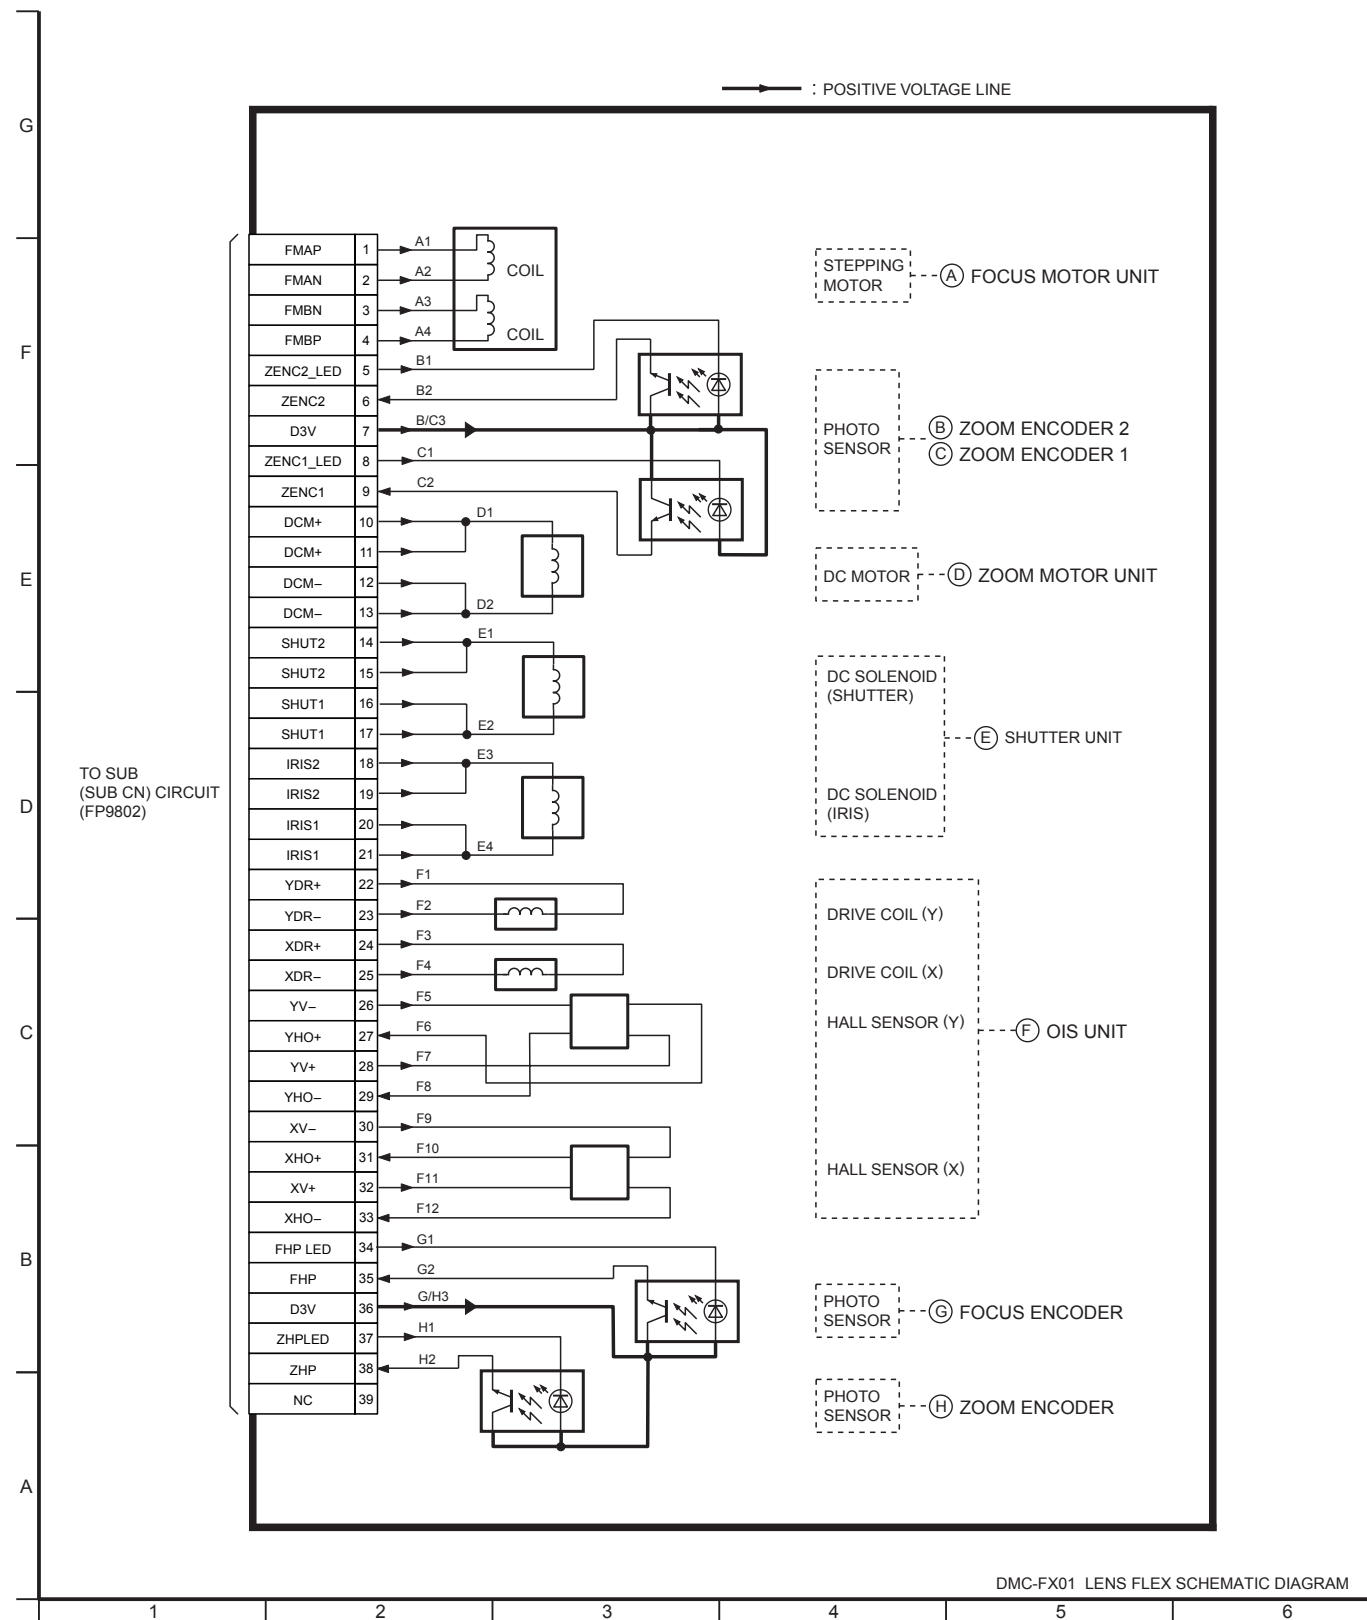 : POSITIVE VOLTAGE LINE
G
F
E
D
C
B
A
TO SUB
(SUB CN) CIRCUIT
(FP9802)
FMAP 1 A1
FMAN 2 A2
FMBN 3 A3
FMBP 4 A4
COIL
COIL
ZENC2_LED 5 B1
ZENC2 6 B2
D3V 7 B/C3
ZENC1_LED 8 C1
ZENC1 9 C2
DCM+ 10 D1
DCM+ 11
DCM− 12
DCM− 13 D2
SHUT2 14 E1
SHUT2 15
SHUT1 16
SHUT1 17 E2
IRIS2 18 E3
IRIS2 19
IRIS1 20
IRIS1 21 E4
YDR+ 22 F1
YDR− 23 F2
XDR+ 24 F3
XDR− 25 F4
YV− 26 F5
YHO+ 27 F6
YV+ 28 F7
YHO− 29 F8
XV− 30 F9
XHO+ 31 F10
XV+ 32 F11
XHO− 33 F12
FHP LED 34 G1
FHP 35 G2
D3V 36 G/H3
ZHPLED 37 H1
ZHP 38 H2
NC 39
STEPPING
MOTOR
A FOCUS MOTOR UNIT
PHOTO
SENSOR
B ZOOM ENCODER 2
C ZOOM ENCODER 1
DC MOTOR
D ZOOM MOTOR UNIT
DC SOLENOID
(SHUTTER)
E SHUTTER UNIT
DC SOLENOID
(IRIS)
DRIVE COIL (Y)
DRIVE COIL (X)
HALL SENSOR (Y)
F OIS UNIT
HALL SENSOR (X)
PHOTO
SENSOR
G FOCUS ENCODER
PHOTO
SENSOR
H ZOOM ENCODER
DMC-FX01 LENS FLEX SCHEMATIC DIAGRAM
1 2 3 4 5 6